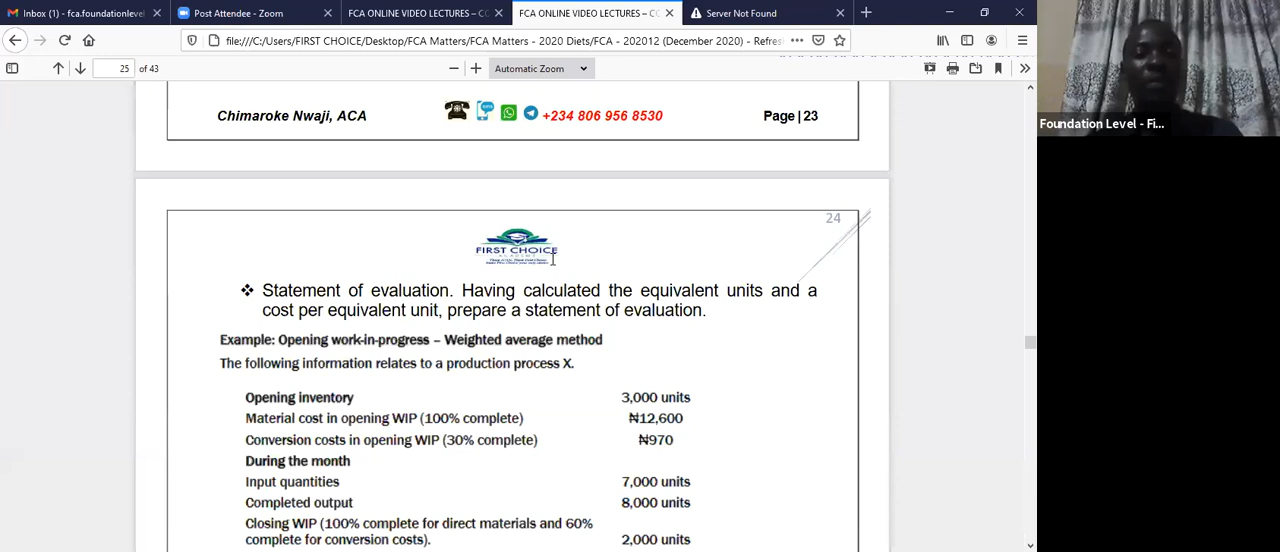 Inbox (1) - fca.foundationlevel
Post Attendee - Zoom
FCA ONLINE VIDEO LECTURES – CC
FCA ONLINE VIDEO LECTURES – CC
Server Not Found
file:///C:/Users/FIRST CHOICE/Desktop/FCA Matters/FCA Matters - 2020 Diets/FCA - 202012 (December 2020) - Refres
25 of 43
Automatic Zoom
Foundation Level - Fi...
Chimaroke Nwaji, ACA
+234 806 956 8530
Page | 23
24
FIRST CHOICE
ACADEMY
❖ Statement of evaluation. Having calculated the equivalent units and a
cost per equivalent unit, prepare a statement of evaluation.
Example: Opening work-in-progress – Weighted average method
The following information relates to a production process X.
Opening inventory 3,000 units
Material cost in opening WIP (100% complete) ₦12,600
Conversion costs in opening WIP (30% complete) ₦970
During the month
Input quantities 7,000 units
Completed output 8,000 units
Closing WIP (100% complete for direct materials and 60%
complete for conversion costs). 2,000 units